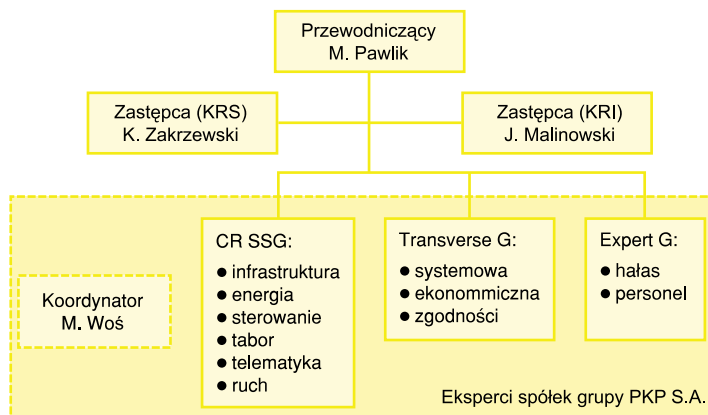 Przewodniczący
M. Pawlik
Zastępca (KRS)
K. Zakrzewski
Zastępca (KRI)
J. Malinowski
Koordynator
M. Woś
CR SSG:
● infrastruktura
● energia
● sterowanie
● tabor
● telematyka
● ruch
Transverse G:
● systemowa
● ekonommiczna
● zgodności
Expert G:
● hałas
● personel
Eksperci spółek grupy PKP S.A.